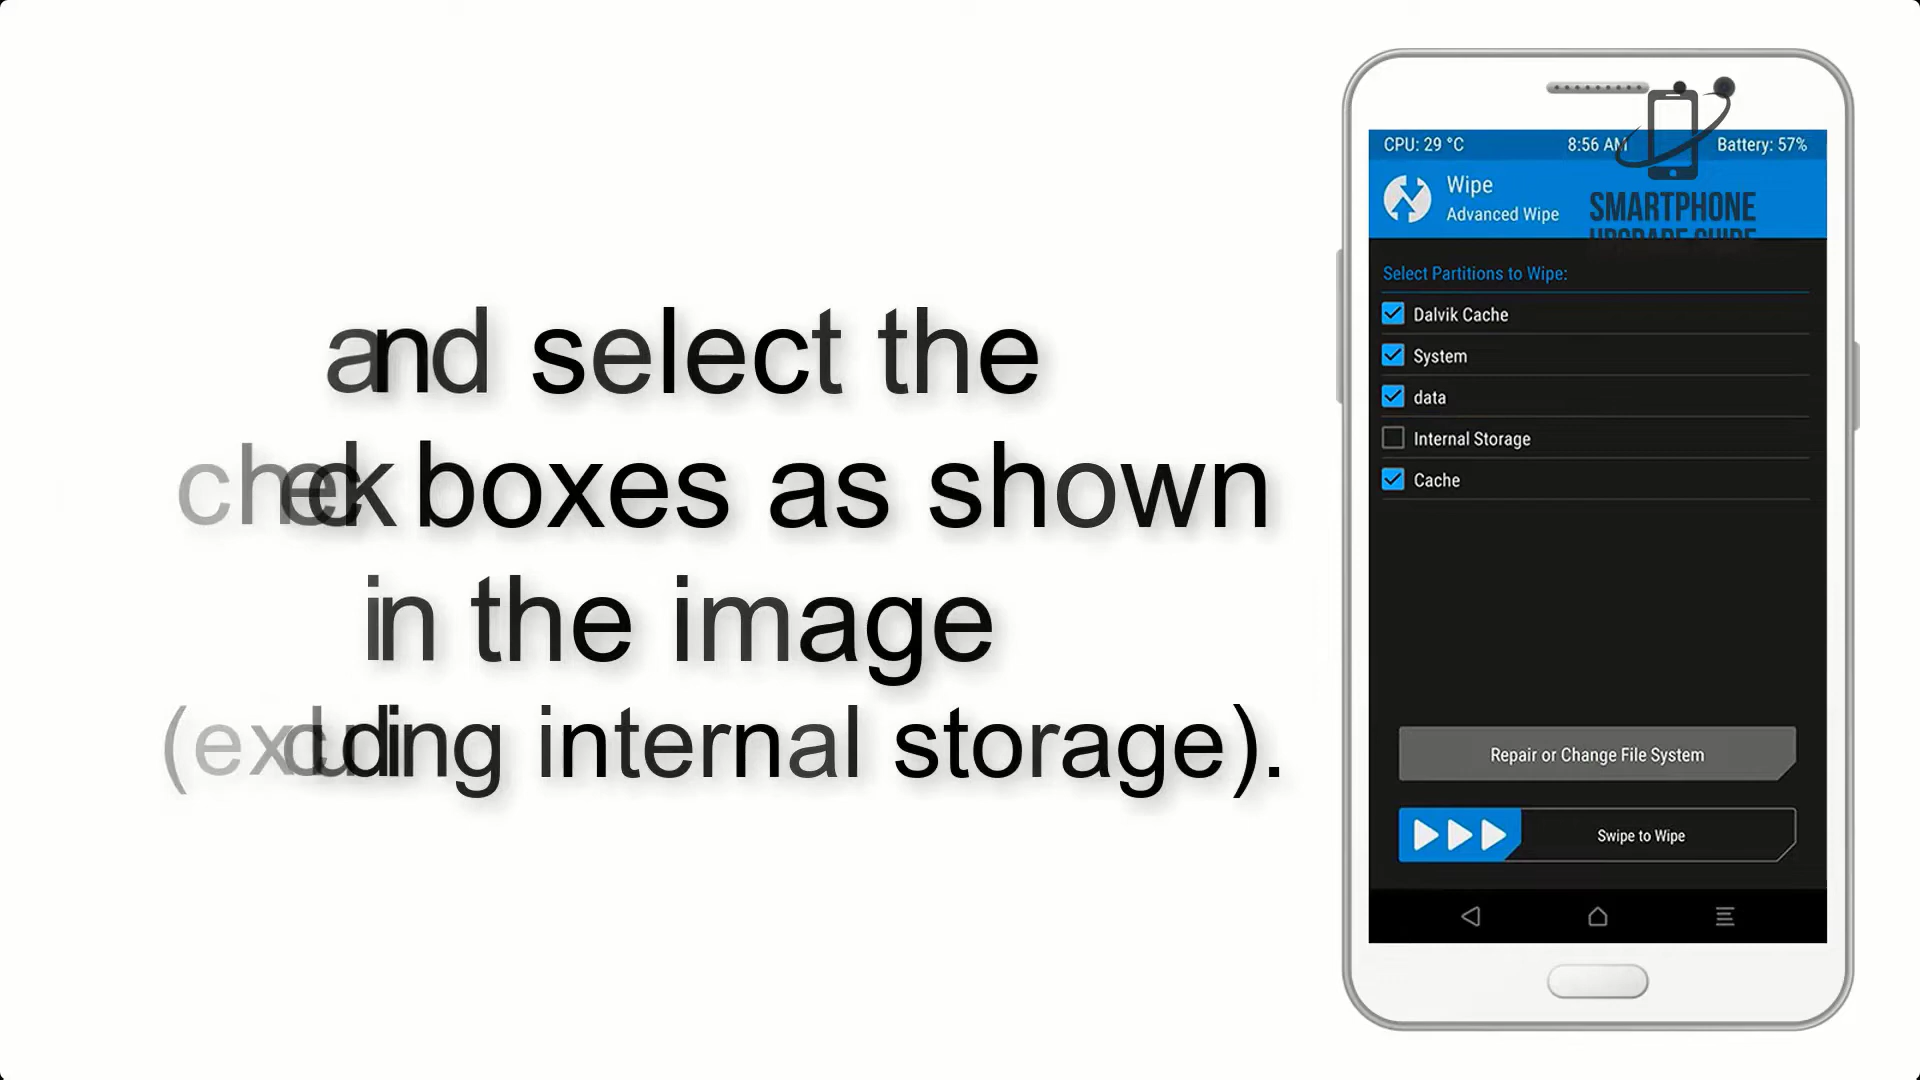 and select the
check boxes as shown
in the image
(excluding internal storage).
CPU: 29 °C
8:56 AM
Battery: 57%
Wipe
Advanced Wipe
SMARTPHONE
UPGRADE GUIDE
Select Partitions to Wipe:
Dalvik Cache
System
data
Internal Storage
Cache
Repair or Change File System
Swipe to Wipe